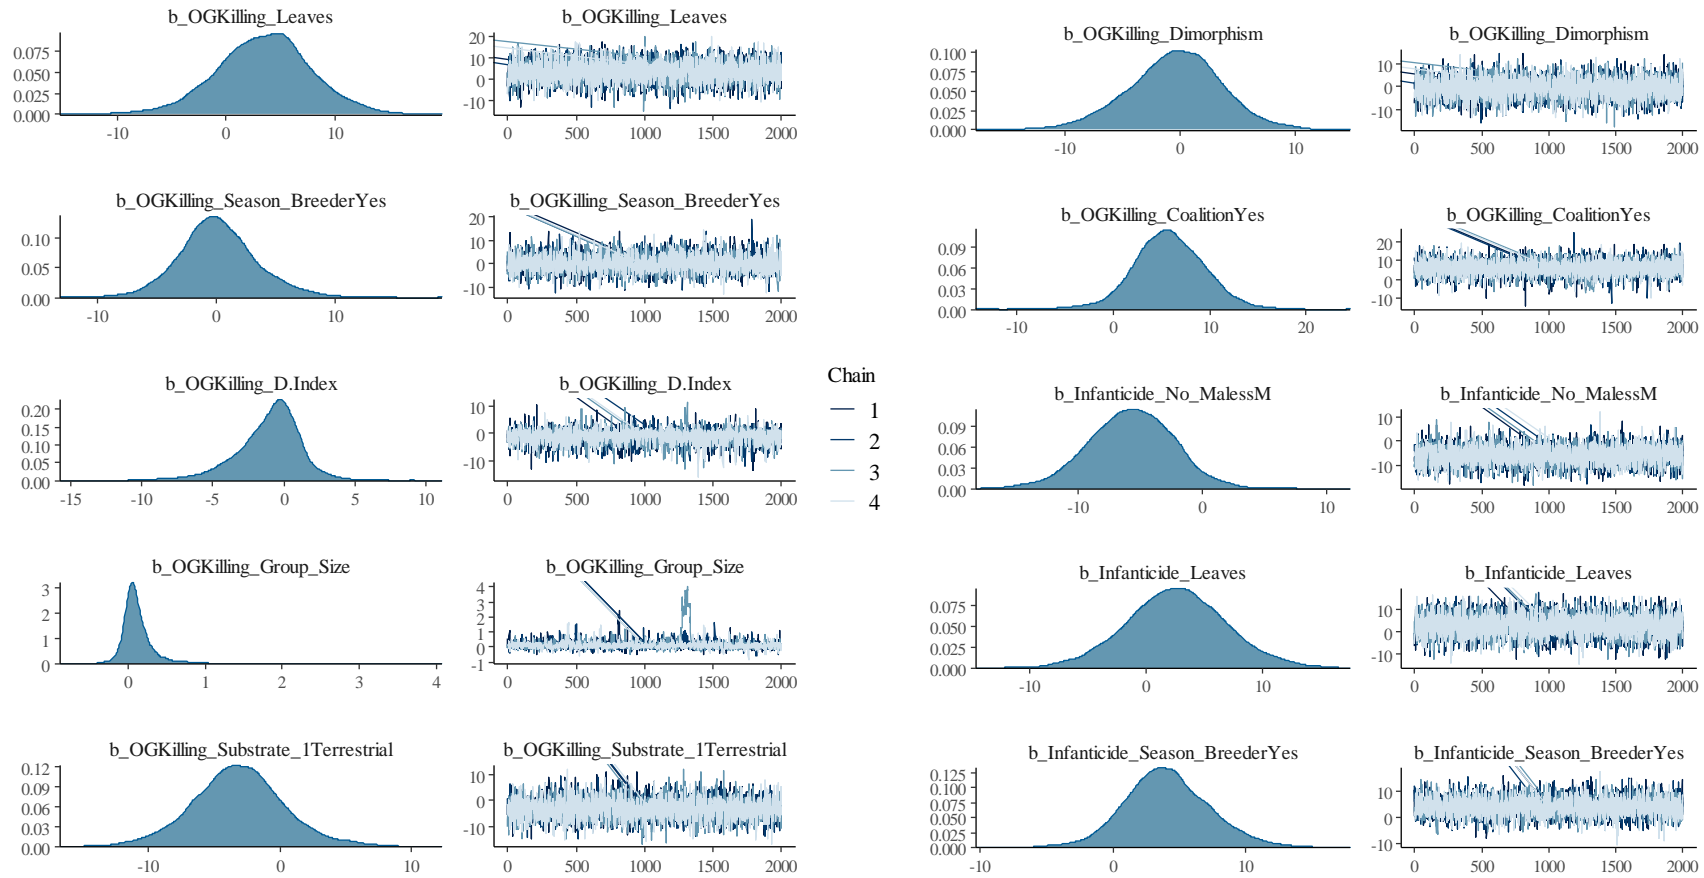 b_OGKilling_Leaves
0.075
0.050
0.025
0.000
-10 0 10
b_OGKilling_Leaves
20
10
0
-10
0 500 1000 1500 2000
b_OGKilling_Season_BreederYes
0.10
0.05
0.00
-10 0 10
b_OGKilling_Season_BreederYes
20
10
0
-10
0 500 1000 1500 2000
b_OGKilling_D.Index
0.20
0.15
0.10
0.05
0.00
-15 -10 -5 0 5 10
b_OGKilling_D.Index
10
0
-10
0 500 1000 1500 2000
b_OGKilling_Group_Size
3
2
1
0
0 1 2 3 4
b_OGKilling_Group_Size
4
3
2
1
0
-1
0 500 1000 1500 2000
b_OGKilling_Substrate_1Terrestrial
0.12
0.09
0.06
0.03
0.00
-10 0 10
b_OGKilling_Substrate_1Terrestrial
10
0
-10
0 500 1000 1500 2000
Chain
1
2
3
4
b_OGKilling_Dimorphism
0.100
0.075
0.050
0.025
0.000
-10 0 10
b_OGKilling_Dimorphism
10
0
-10
0 500 1000 1500 2000
b_OGKilling_CoalitionYes
0.09
0.06
0.03
0.00
-10 0 10 20
b_OGKilling_CoalitionYes
20
10
0
-10
0 500 1000 1500 2000
b_Infanticide_No_MalessM
0.09
0.06
0.03
0.00
-10 0 10
b_Infanticide_No_MalessM
10
0
-10
0 500 1000 1500 2000
b_Infanticide_Leaves
0.075
0.050
0.025
0.000
-10 0 10
b_Infanticide_Leaves
10
0
-10
0 500 1000 1500 2000
b_Infanticide_Season_BreederYes
0.125
0.100
0.075
0.050
0.025
0.000
-10 0 10
b_Infanticide_Season_BreederYes
10
0
-10
0 500 1000 1500 2000